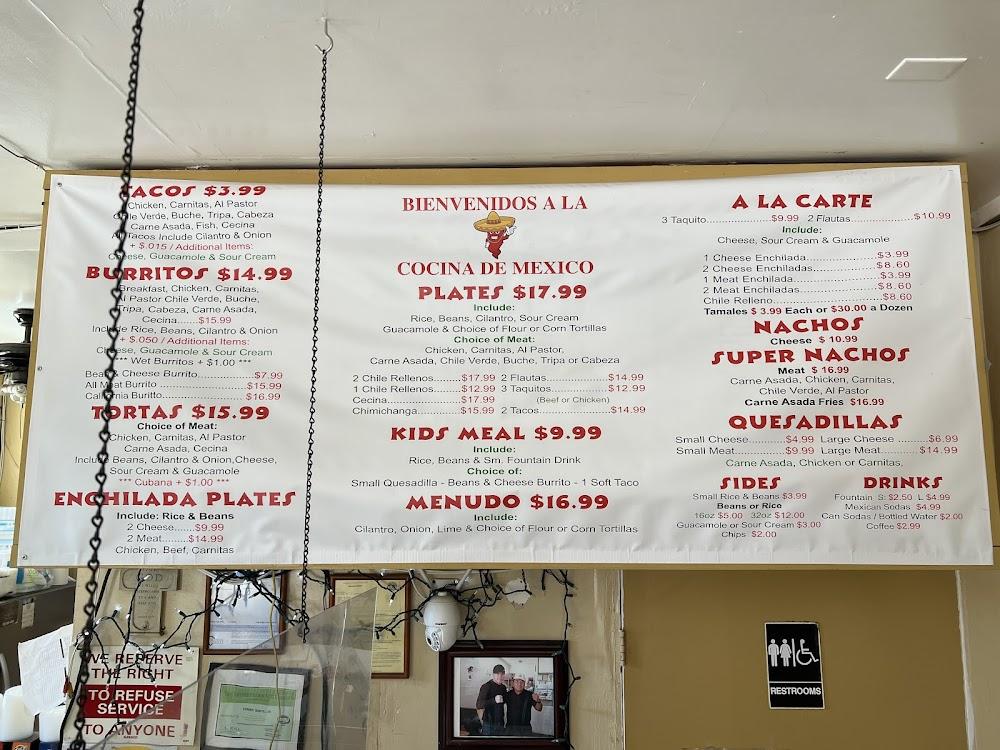 TACOS $3.99
Chicken, Carnitas, Al Pastor
Chile Verde, Buche, Tripa, Cabeza
Carne Asada, Fish, Cecina
All Tacos Include Cilantro & Onion
+ $.015 / Additional Items:
Cheese, Guacamole & Sour Cream
BURRITOS $14.99
Breakfast, Chicken, Carnitas,
Al Pastor Chile Verde, Buche,
Tripa, Cabeza, Carne Asada,
Cecina.......$15.99
Include Rice, Beans, Cilantro & Onion
+ $.050 / Additional Items:
Cheese, Guacamole & Sour Cream
*** Wet Burritos + $1.00 ***
Bean & Cheese Burrito....................$7.99
All Meat Burrito .....................$15.99
California Buritto.....................$16.99
TORTAS $15.99
Choice of Meat:
Chicken, Carnitas, Al Pastor
Carne Asada, Cecina
Include Beans, Cilantro & Onion,Cheese,
Sour Cream & Guacamole
*** Cubana + $1.00 ***
ENCHILADA PLATES
Include: Rice & Beans
2 Cheese......$9.99
2 Meat.........$14.99
Chicken, Beef, Carnitas
BIENVENIDOS A LA
COCINA DE MEXICO
PLATES $17.99
Include:
Rice, Beans, Cilantro, Sour Cream
Guacamole & Choice of Flour or Corn Tortillas
Choice of Meat:
Chicken, Carnitas, Al Pastor,
Carne Asada, Chile Verde, Buche, Tripa or Cabeza
2 Chile Rellenos........$17.99 2 Flautas..................$14.99
1 Chile Rellenos........$12.99 3 Taquitos................$12.99
Cecina.....................$17.99 (Beef or Chicken)
Chimichanga.............$15.99 2 Tacos....................$14.99
KIDS MEAL $9.99
Include:
Rice, Beans & Sm. Fountain Drink
Choice of:
Small Quesadilla - Beans & Cheese Burrito - 1 Soft Taco
MENUDO $16.99
Include:
Cilantro, Onion, Lime & Choice of Flour or Corn Tortillas
A LA CARTE
3 Taquito..................$9.99 2 Flautas..................$10.99
Include:
Cheese, Sour Cream & Guacamole
1 Cheese Enchilada....................$3.99
2 Cheese Enchiladas..................$8.60
1 Meat Enchilada.......................$3.99
2 Meat Enchiladas.....................$8.60
Chile Relleno............................$8.60
Tamales $ 3.99 Each or $30.00 a Dozen
NACHOS
Cheese $ 10.99
SUPER NACHOS
Meat $ 16.99
Carne Asada, Chicken, Carnitas,
Chile Verde, Al Pastor
Carne Asada Fries $16.99
QUESADILLAS
Small Cheese............$4.99 Large Cheese .........$6.99
Small Meat...............$9.99 Large Meat.............$14.99
Carne Asada, Chicken or Carnitas,
SIDES
Small Rice & Beans $3.99
Beans or Rice
16oz $5.00 32oz $12.00
Guacamole or Sour Cream $3.00
Chips $2.00
DRINKS
Fountain S: $2.50 L $4.99
Mexican Sodas $4.99
Can Sodas / Bottled Water $2.00
Coffee $2.99
WE RESERVE
THE RIGHT
TO REFUSE
SERVICE
TO ANYONE
RESTROOMS